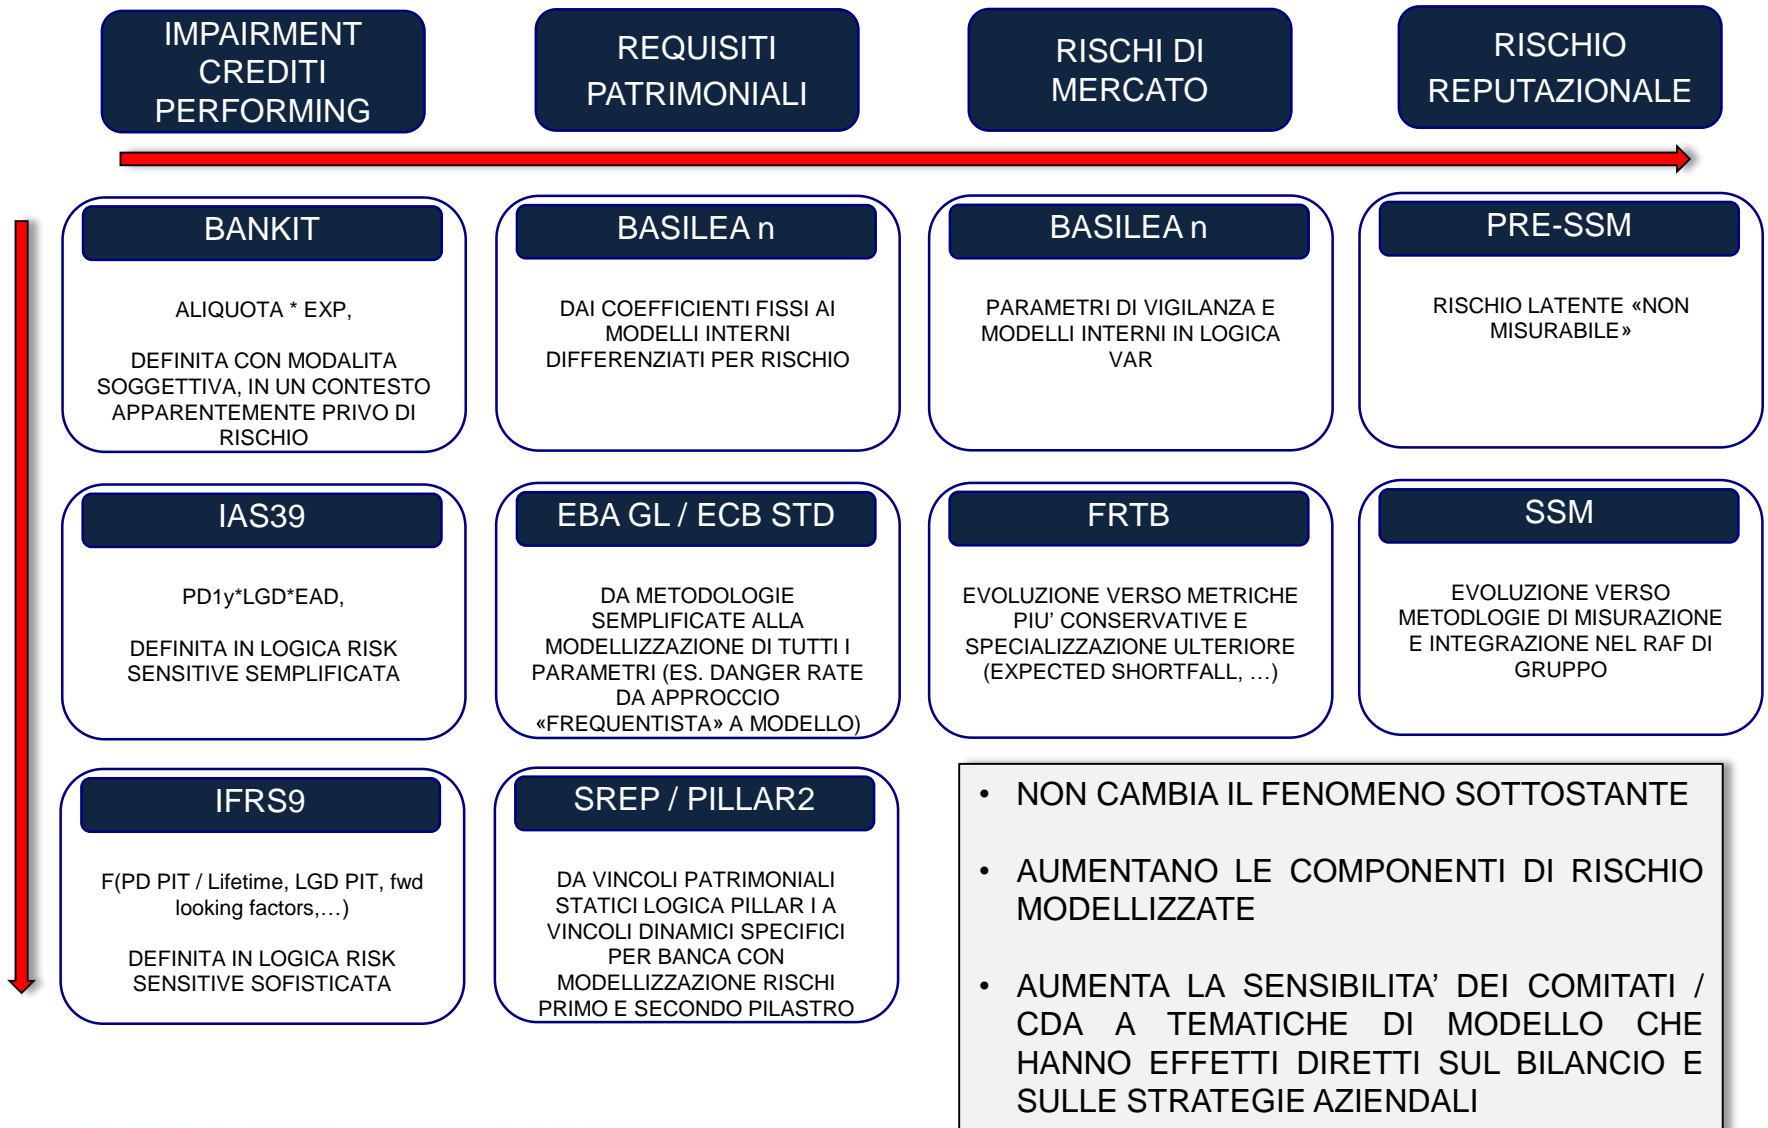 IMPAIRMENT
CREDITI
PERFORMING
REQUISITI
PATRIMONIALI
RISCHI DI
MERCATO
RISCHIO
REPUTAZIONALE
BANKIT
ALIQUOTA * EXP,
DEFINITA CON MODALITA
SOGGETTIVA, IN UN CONTESTO
APPARENTEMENTE PRIVO DI
RISCHIO
BASILEA n
DAI COEFFICIENTI FISSI AI
MODELLI INTERNI
DIFFERENZIATI PER RISCHIO
BASILEA n
PARAMETRI DI VIGILANZA E
MODELLI INTERNI IN LOGICA
VAR
PRE-SSM
RISCHIO LATENTE «NON
MISURABILE»
IAS39
PD1y*LGD*EAD,
DEFINITA IN LOGICA RISK
SENSITIVE SEMPLIFICATA
EBA GL / ECB STD
DA METODOLOGIE
SEMPLIFICATE ALLA
MODELLIZZAZIONE DI TUTTI I
PARAMETRI (ES. DANGER RATE
DA APPROCCIO
«FREQUENTISTA» A MODELLO)
FRTB
EVOLUZIONE VERSO METRICHE
PIU’ CONSERVATIVE E
SPECIALIZZAZIONE ULTERIORE
(EXPECTED SHORTFALL, …)
SSM
EVOLUZIONE VERSO
METODLOGIE DI MISURAZIONE
E INTEGRAZIONE NEL RAF DI
GRUPPO
IFRS9
F(PD PIT / Lifetime, LGD PIT, fwd
looking factors,…)
DEFINITA IN LOGICA RISK
SENSITIVE SOFISTICATA
SREP / PILLAR2
DA VINCOLI PATRIMONIALI
STATICI LOGICA PILLAR I A
VINCOLI DINAMICI SPECIFICI
PER BANCA CON
MODELLIZZAZIONE RISCHI
PRIMO E SECONDO PILASTRO
• NON CAMBIA IL FENOMENO SOTTOSTANTE
• AUMENTANO LE COMPONENTI DI RISCHIO
MODELLIZZATE
• AUMENTA LA SENSIBILITA’ DEI COMITATI /
CDA A TEMATICHE DI MODELLO CHE
HANNO EFFETTI DIRETTI SUL BILANCIO E
SULLE STRATEGIE AZIENDALI